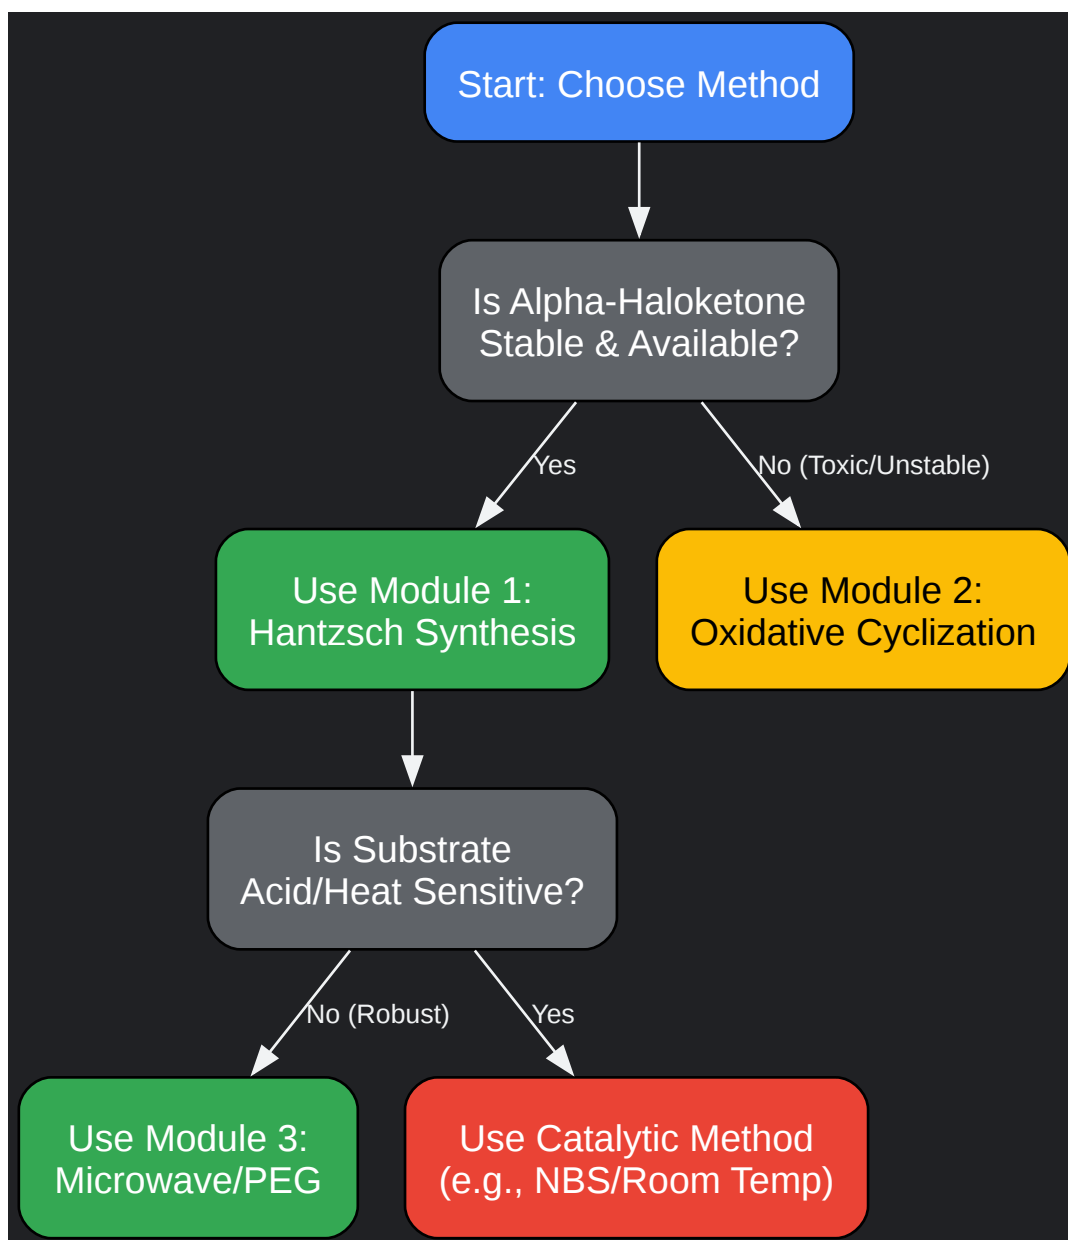 Start: Choose Method
Is Alpha-Haloketone
Stable & Available?
Yes
No (Toxic/Unstable)
Use Module 1:
Hantzsch Synthesis
Use Module 2:
Oxidative Cyclization
Is Substrate
Acid/Heat Sensitive?
No (Robust)
Yes
Use Module 3:
Microwave/PEG
Use Catalytic Method
(e.g., NBS/Room Temp)